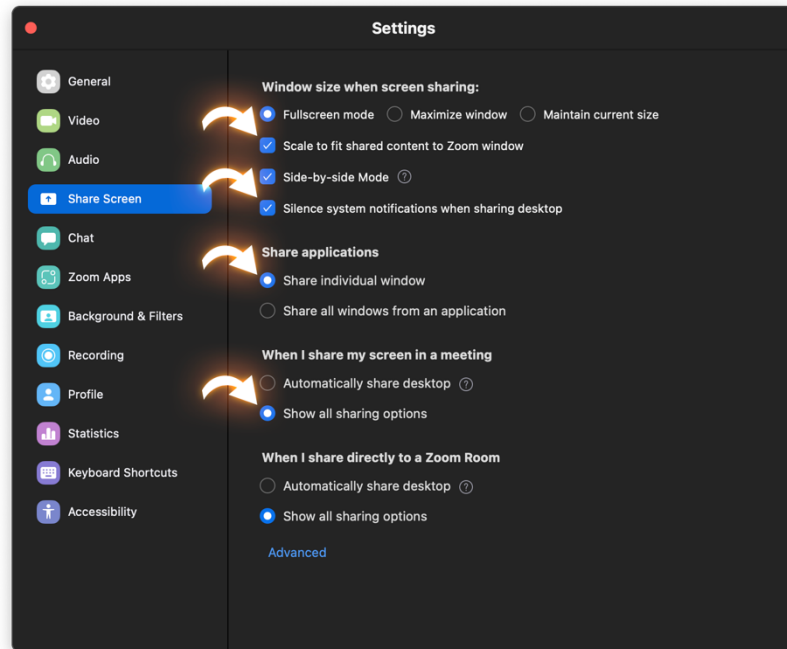 Settings
General
Video
Audio
Share Screen
Chat
Zoom Apps
Background & Filters
Recording
Profile
Statistics
Keyboard Shortcuts
Accessibility
Window size when screen sharing:
Fullscreen mode Maximize window Maintain current size
Scale to fit shared content to Zoom window
Side-by-side Mode ?
Silence system notifications when sharing desktop
Share applications
Share individual window
Share all windows from an application
When I share my screen in a meeting
Automatically share desktop ?
Show all sharing options
When I share directly to a Zoom Room
Automatically share desktop ?
Show all sharing options
Advanced